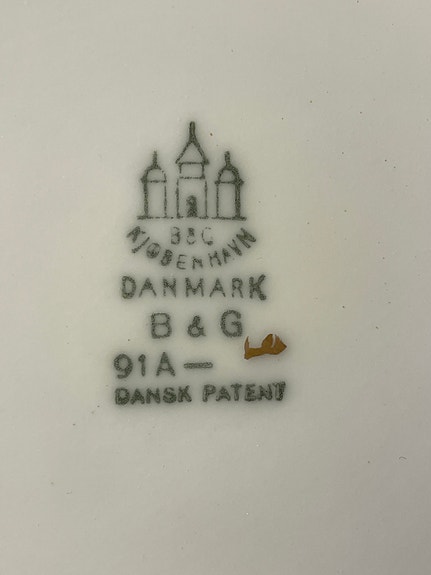 B&G
KJØBENHAVN
DANMARK
B & G
91A—
DANSK PATENT